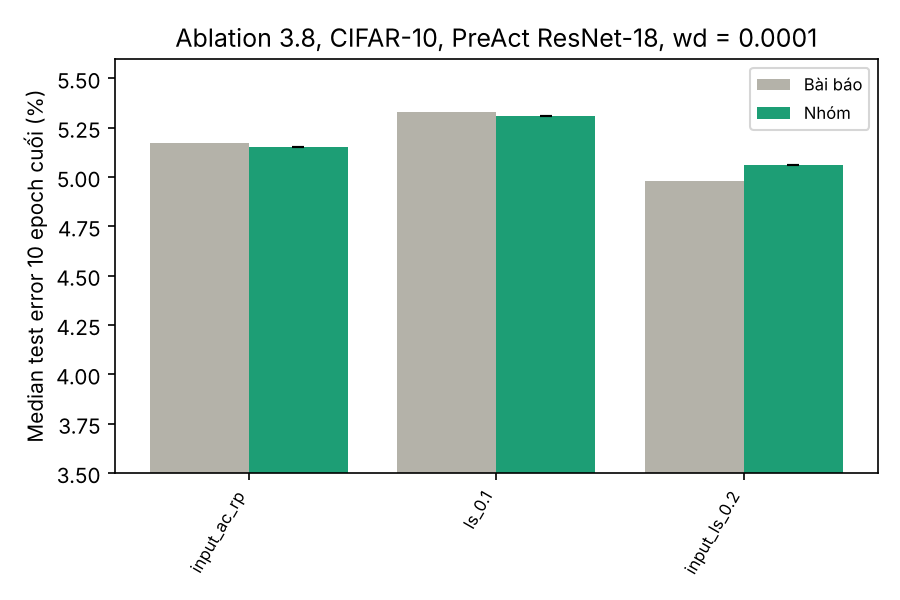 Ablation 3.8, CIFAR-10, PreAct ResNet-18, wd = 0.0001
Median test error 10 epoch cuối (%)
5.50
5.25
5.00
4.75
4.50
4.25
4.00
3.75
3.50
Bài báo
Nhóm
input_ac_rp
ls_0.1
input_ls_0.2